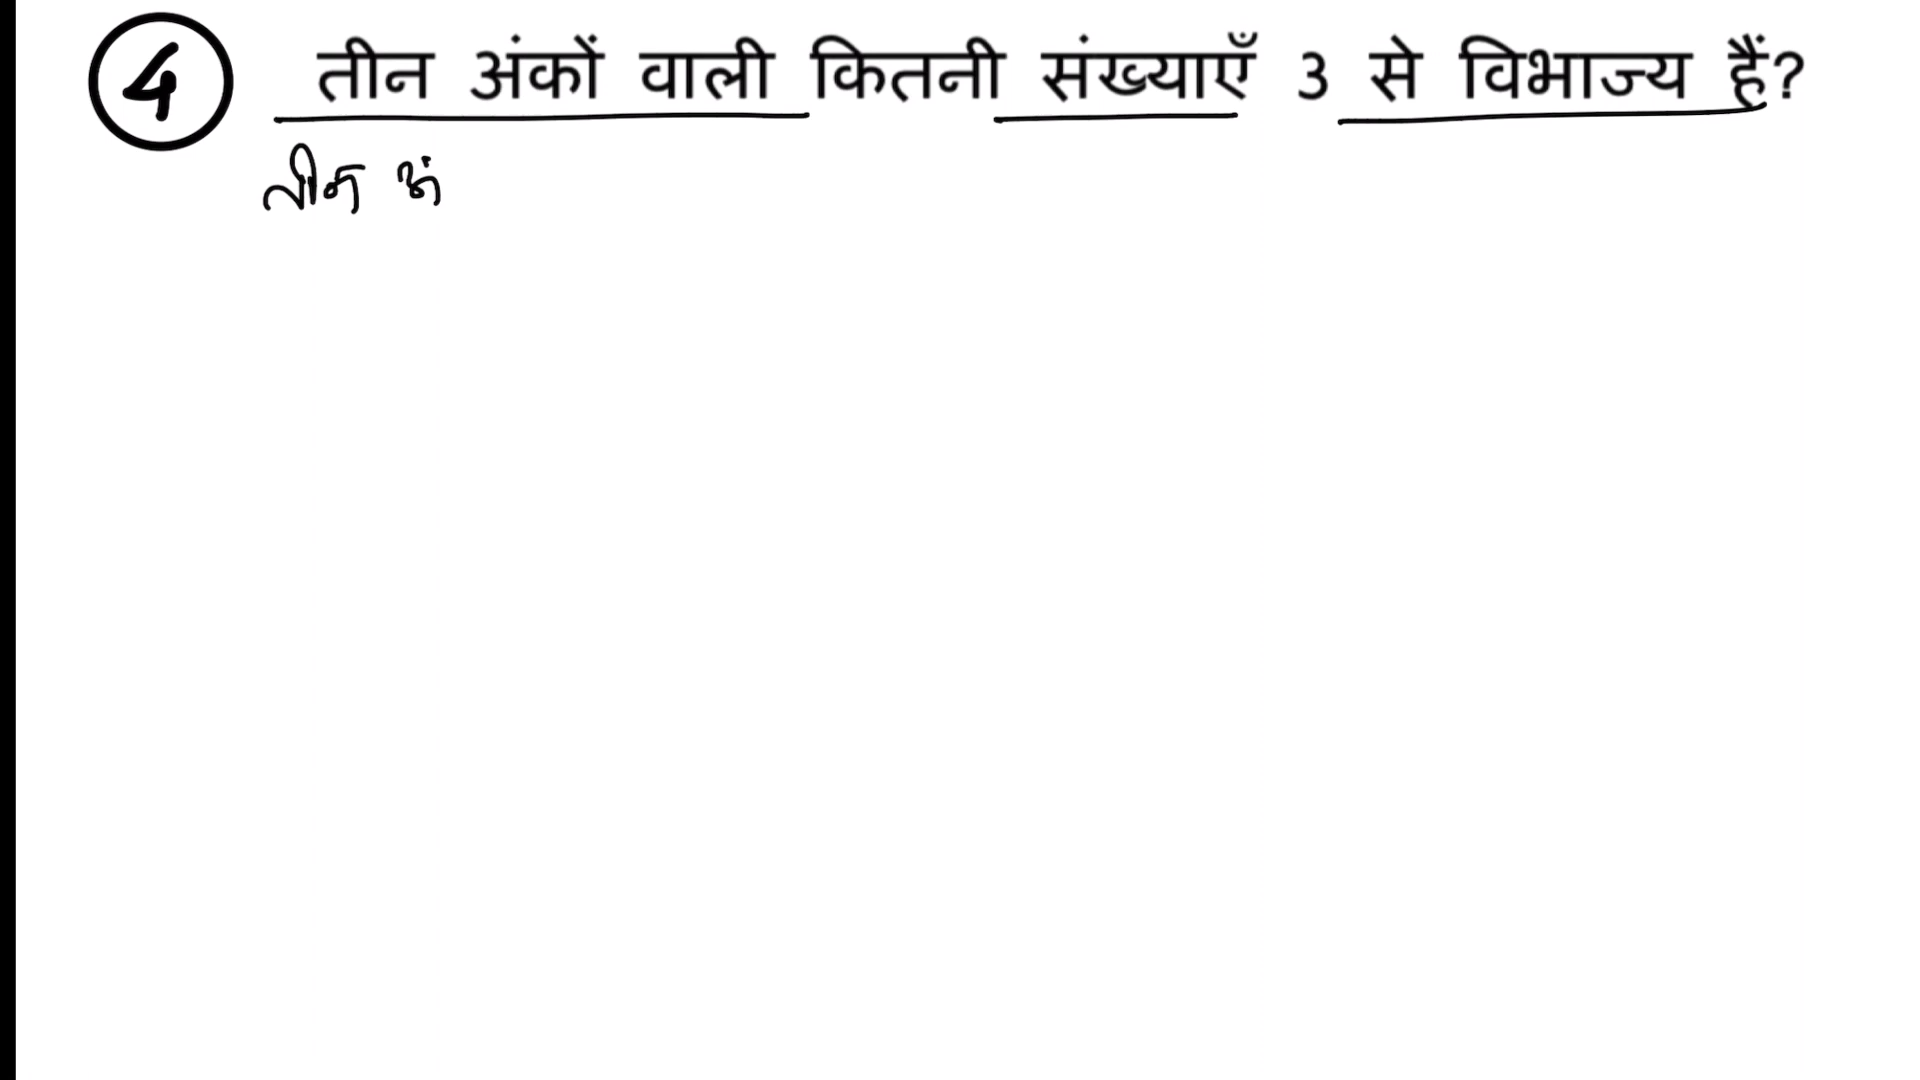 4 तीन अंकों वाली कितनी संख्याएँ 3 से विभाज्य हैं?
तीन अं